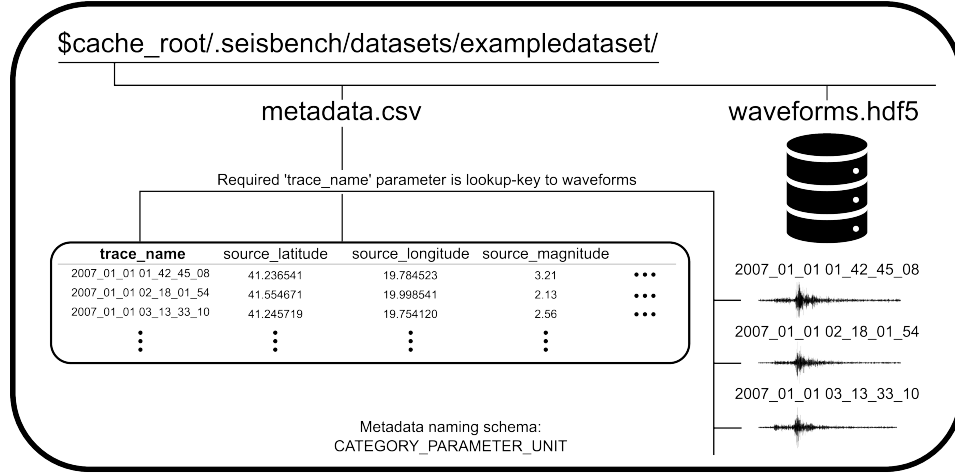 $cache_root/.seisbench/datasets/exampledataset/
metadata.csv
waveforms.hdf5
Required 'trace_name' parameter is lookup-key to waveforms
trace_name source_latitude source_longitude source_magnitude
2007_01_01 01_42_45_08 41.236541 19.784523 3.21 •••
2007_01_01 02_18_01_54 41.554671 19.998541 2.13 •••
2007_01_01 03_13_33_10 41.245719 19.754120 2.56 •••
2007_01_01 01_42_45_08
2007_01_01 02_18_01_54
2007_01_01 03_13_33_10
Metadata naming schema:
CATEGORY_PARAMETER_UNIT